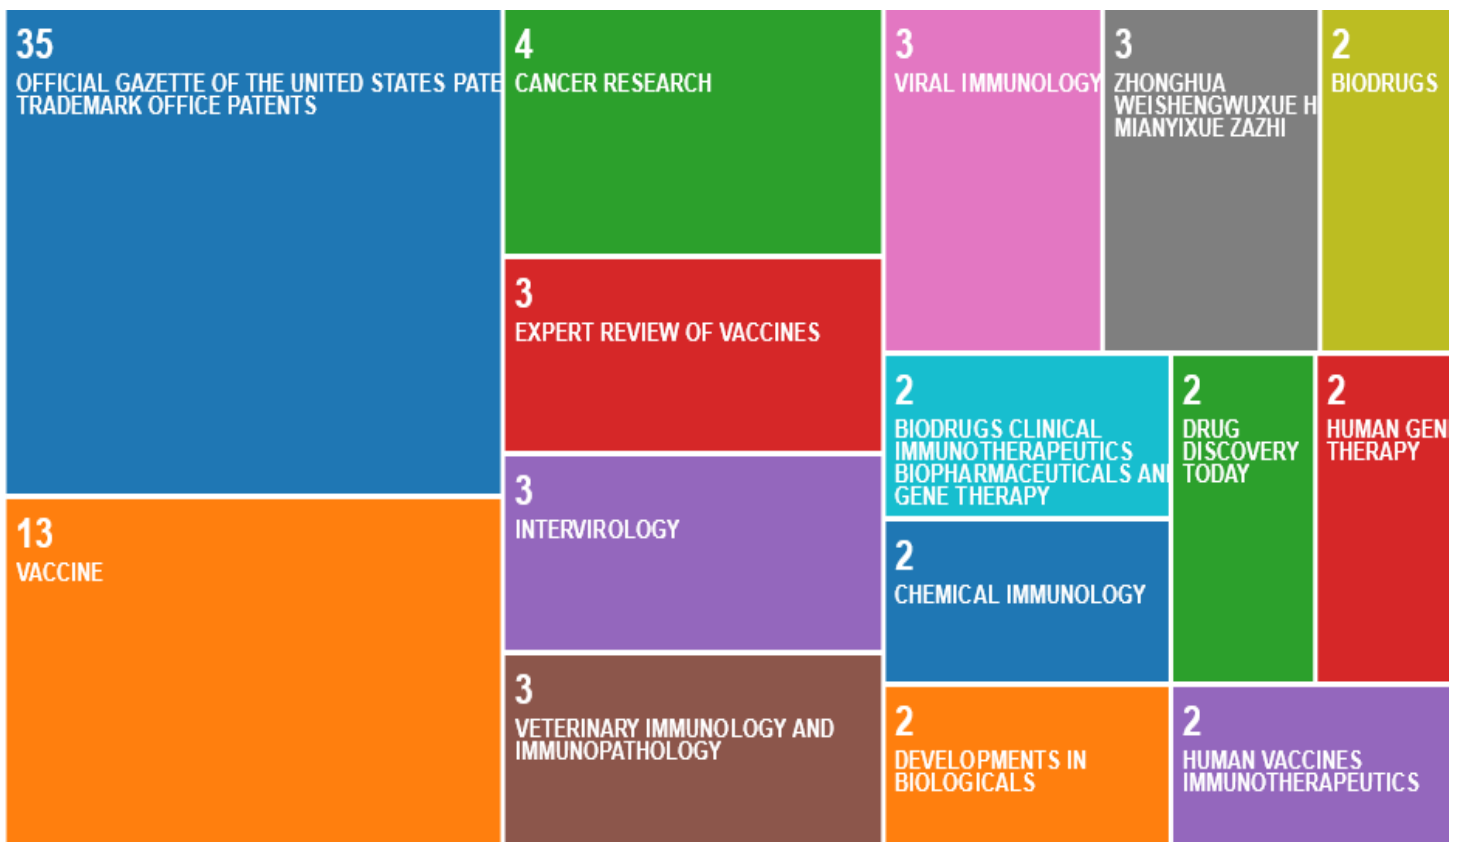 35
OFFICIAL GAZETTE OF THE UNITED STATES PATE
TRADEMARK OFFICE PATENTS
13
VACCINE
4
CANCER RESEARCH
3
EXPERT REVIEW OF VACCINES
3
INTERVIROLOGY
3
VETERINARY IMMUNOLOGY AND
IMMUNOPATHOLOGY
3
VIRAL IMMUNOLOGY
3
ZHONGHUA
WEISHENGWUXUE H
MIANYIXUE ZAZHI
2
BIODRUGS
2
BIODRUGS CLINICAL
IMMUNOTHERAPEUTICS
BIOPHARMACEUTICALS AN
GENE THERAPY
2
DRUG
DISCOVERY
TODAY
2
HUMAN GEN
THERAPY
2
CHEMICAL IMMUNOLOGY
2
DEVELOPMENTS IN
BIOLOGICALS
2
HUMAN VACCINES
IMMUNOTHERAPEUTICS